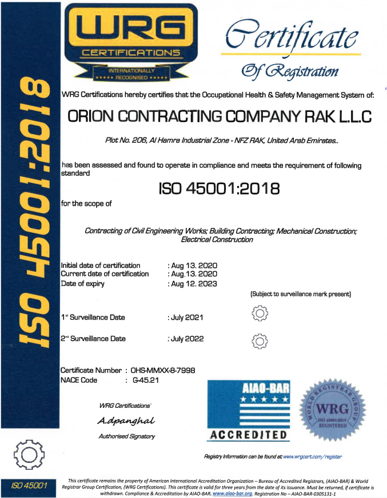 WRG
CERTIFICATIONS
INTERNATIONALLY
RECOGNISED
Certificate
Of Registration
ISO 45001:2018
WRG Certifications hereby certifies that the Occupational Health & Safety Management System of:
ORION CONTRACTING COMPANY RAK L.L.C
Plot No. 206, Al Hamra Industrial Zone - NFZ RAK, United Arab Emirates..
has been assessed and found to operate in compliance and meets the requirement of following
standard
ISO 45001:2018
for the scope of
Contracting of Civil Engineering Works; Building Contracting; Mechanical Construction;
Electrical Construction
Initial date of certification : Aug 13. 2020
Current date of certification : Aug.13. 2020
Date of expiry : Aug 12. 2023
(Subject to surveillance mark present)
1st Surveillance Date : July 2021
2nd Surveillance Date : July 2022
Certificate Number : OHS-MMXX-8-7998
NACE Code : G-45.21
WRG Certifications
A.dpanghal
Authorised Signatory
AIAO-BAR
ACCREDITED
WRG
ISO 45001:2018
REGISTERED
Registry Information can be found at: www.wrgcert.com/registeR
ISO 45001
This certificate remains the property of American International Accreditation Organization – Bureau of Accredited Registrars, (AIAO-BAR) & World
Registrar Group Certification, (WRG Certifications). This certificate is valid for three years from the date of its issuance. Must be returned, if certificate is
withdrawn. Compliance & Accreditation by AIAO-BAR. www.aiao-bar.org. Registration No – AIAO-BAR-0305131-1